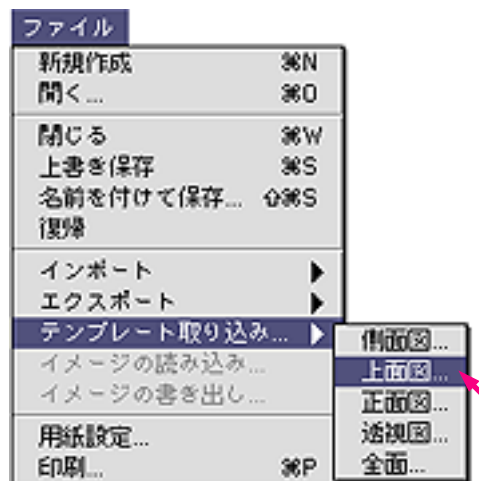 ファイル
新規作成 ⌘N
開く... ⌘O
閉じる ⌘W
上書き保存 ⌘S
名前を付けて保存... ⇧⌘S
復帰
インポート
エクスポート
テンプレート取り込み...
イメージの読み込み...
イメージの書き出し...
用紙設定...
印刷... ⌘P
側面図...
上面図...
正面図...
透視図...
全面...